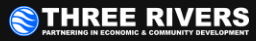 THREE RIVERS
PARTNERING IN ECONOMIC & COMMUNITY DEVELOPMENT